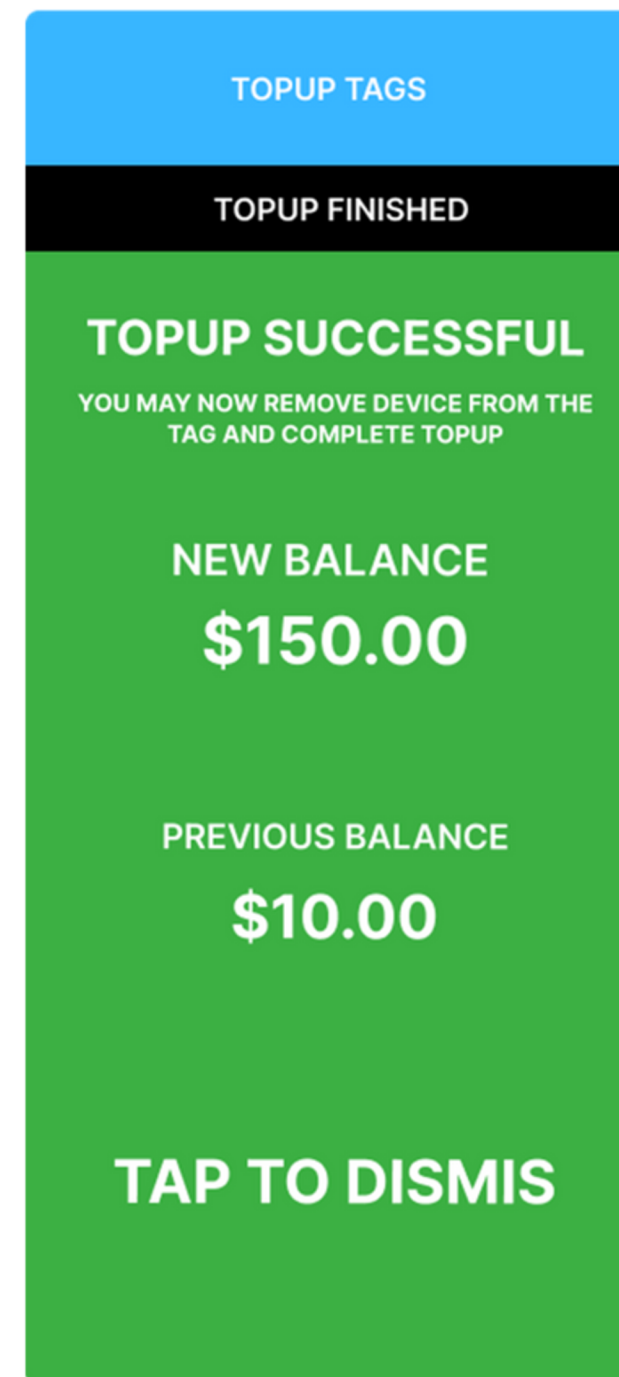 TOPUP TAGS
TOPUP FINISHED
TOPUP SUCCESSFUL
YOU MAY NOW REMOVE DEVICE FROM THE
TAG AND COMPLETE TOPUP
NEW BALANCE
$150.00
PREVIOUS BALANCE
$10.00
TAP TO DISMIS